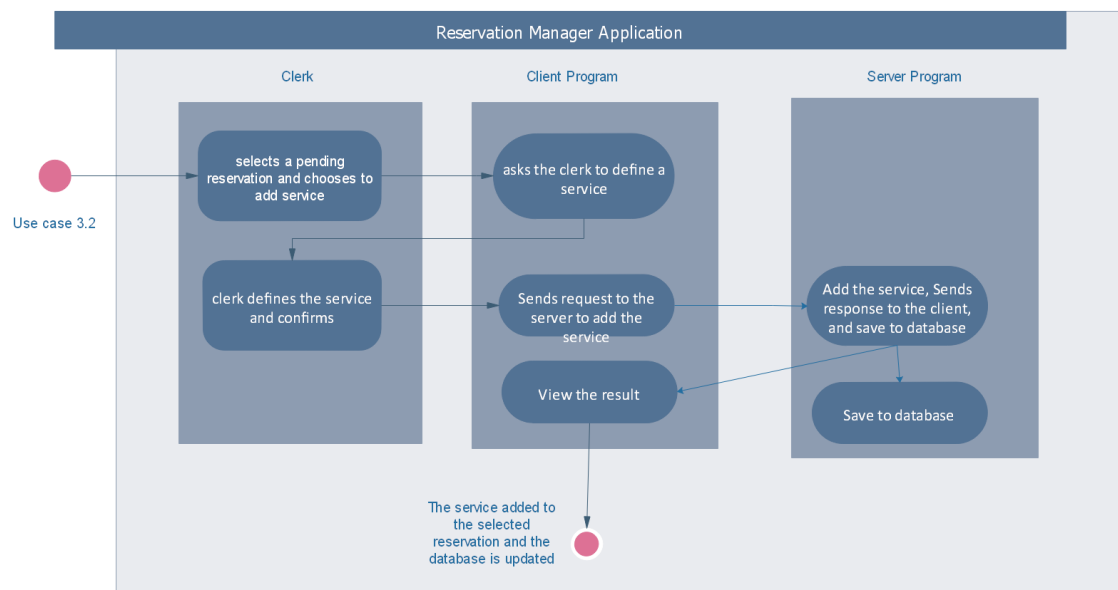 Reservation Manager Application
Clerk
Client Program
Server Program
selects a pending
reservation and chooses to
add service
asks the clerk to define a
service
Use case 3.2
clerk defines the service
and confirms
Sends request to the
server to add the
service
Add the service, Sends
response to the client,
and save to database
View the result
Save to database
The service added to
the selected
reservation and the
database is updated